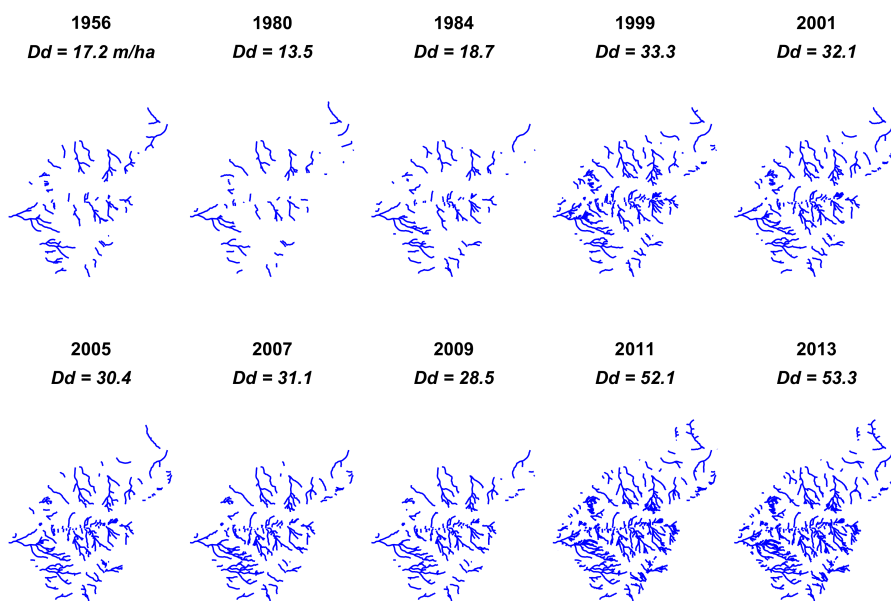 1956 1980 1984 1999 2001
Dd = 17.2 m/ha Dd = 13.5 Dd = 18.7 Dd = 33.3 Dd = 32.1
2005 2007 2009 2011 2013
Dd = 30.4 Dd = 31.1 Dd = 28.5 Dd = 52.1 Dd = 53.3